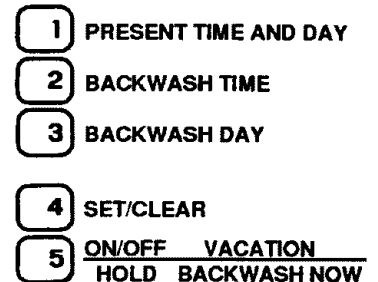 1 PRESENT TIME AND DAY
2 BACKWASH TIME
3 BACKWASH DAY
4 SET/CLEAR
5 ON/OFF VACATION
HOLD BACKWASH NOW